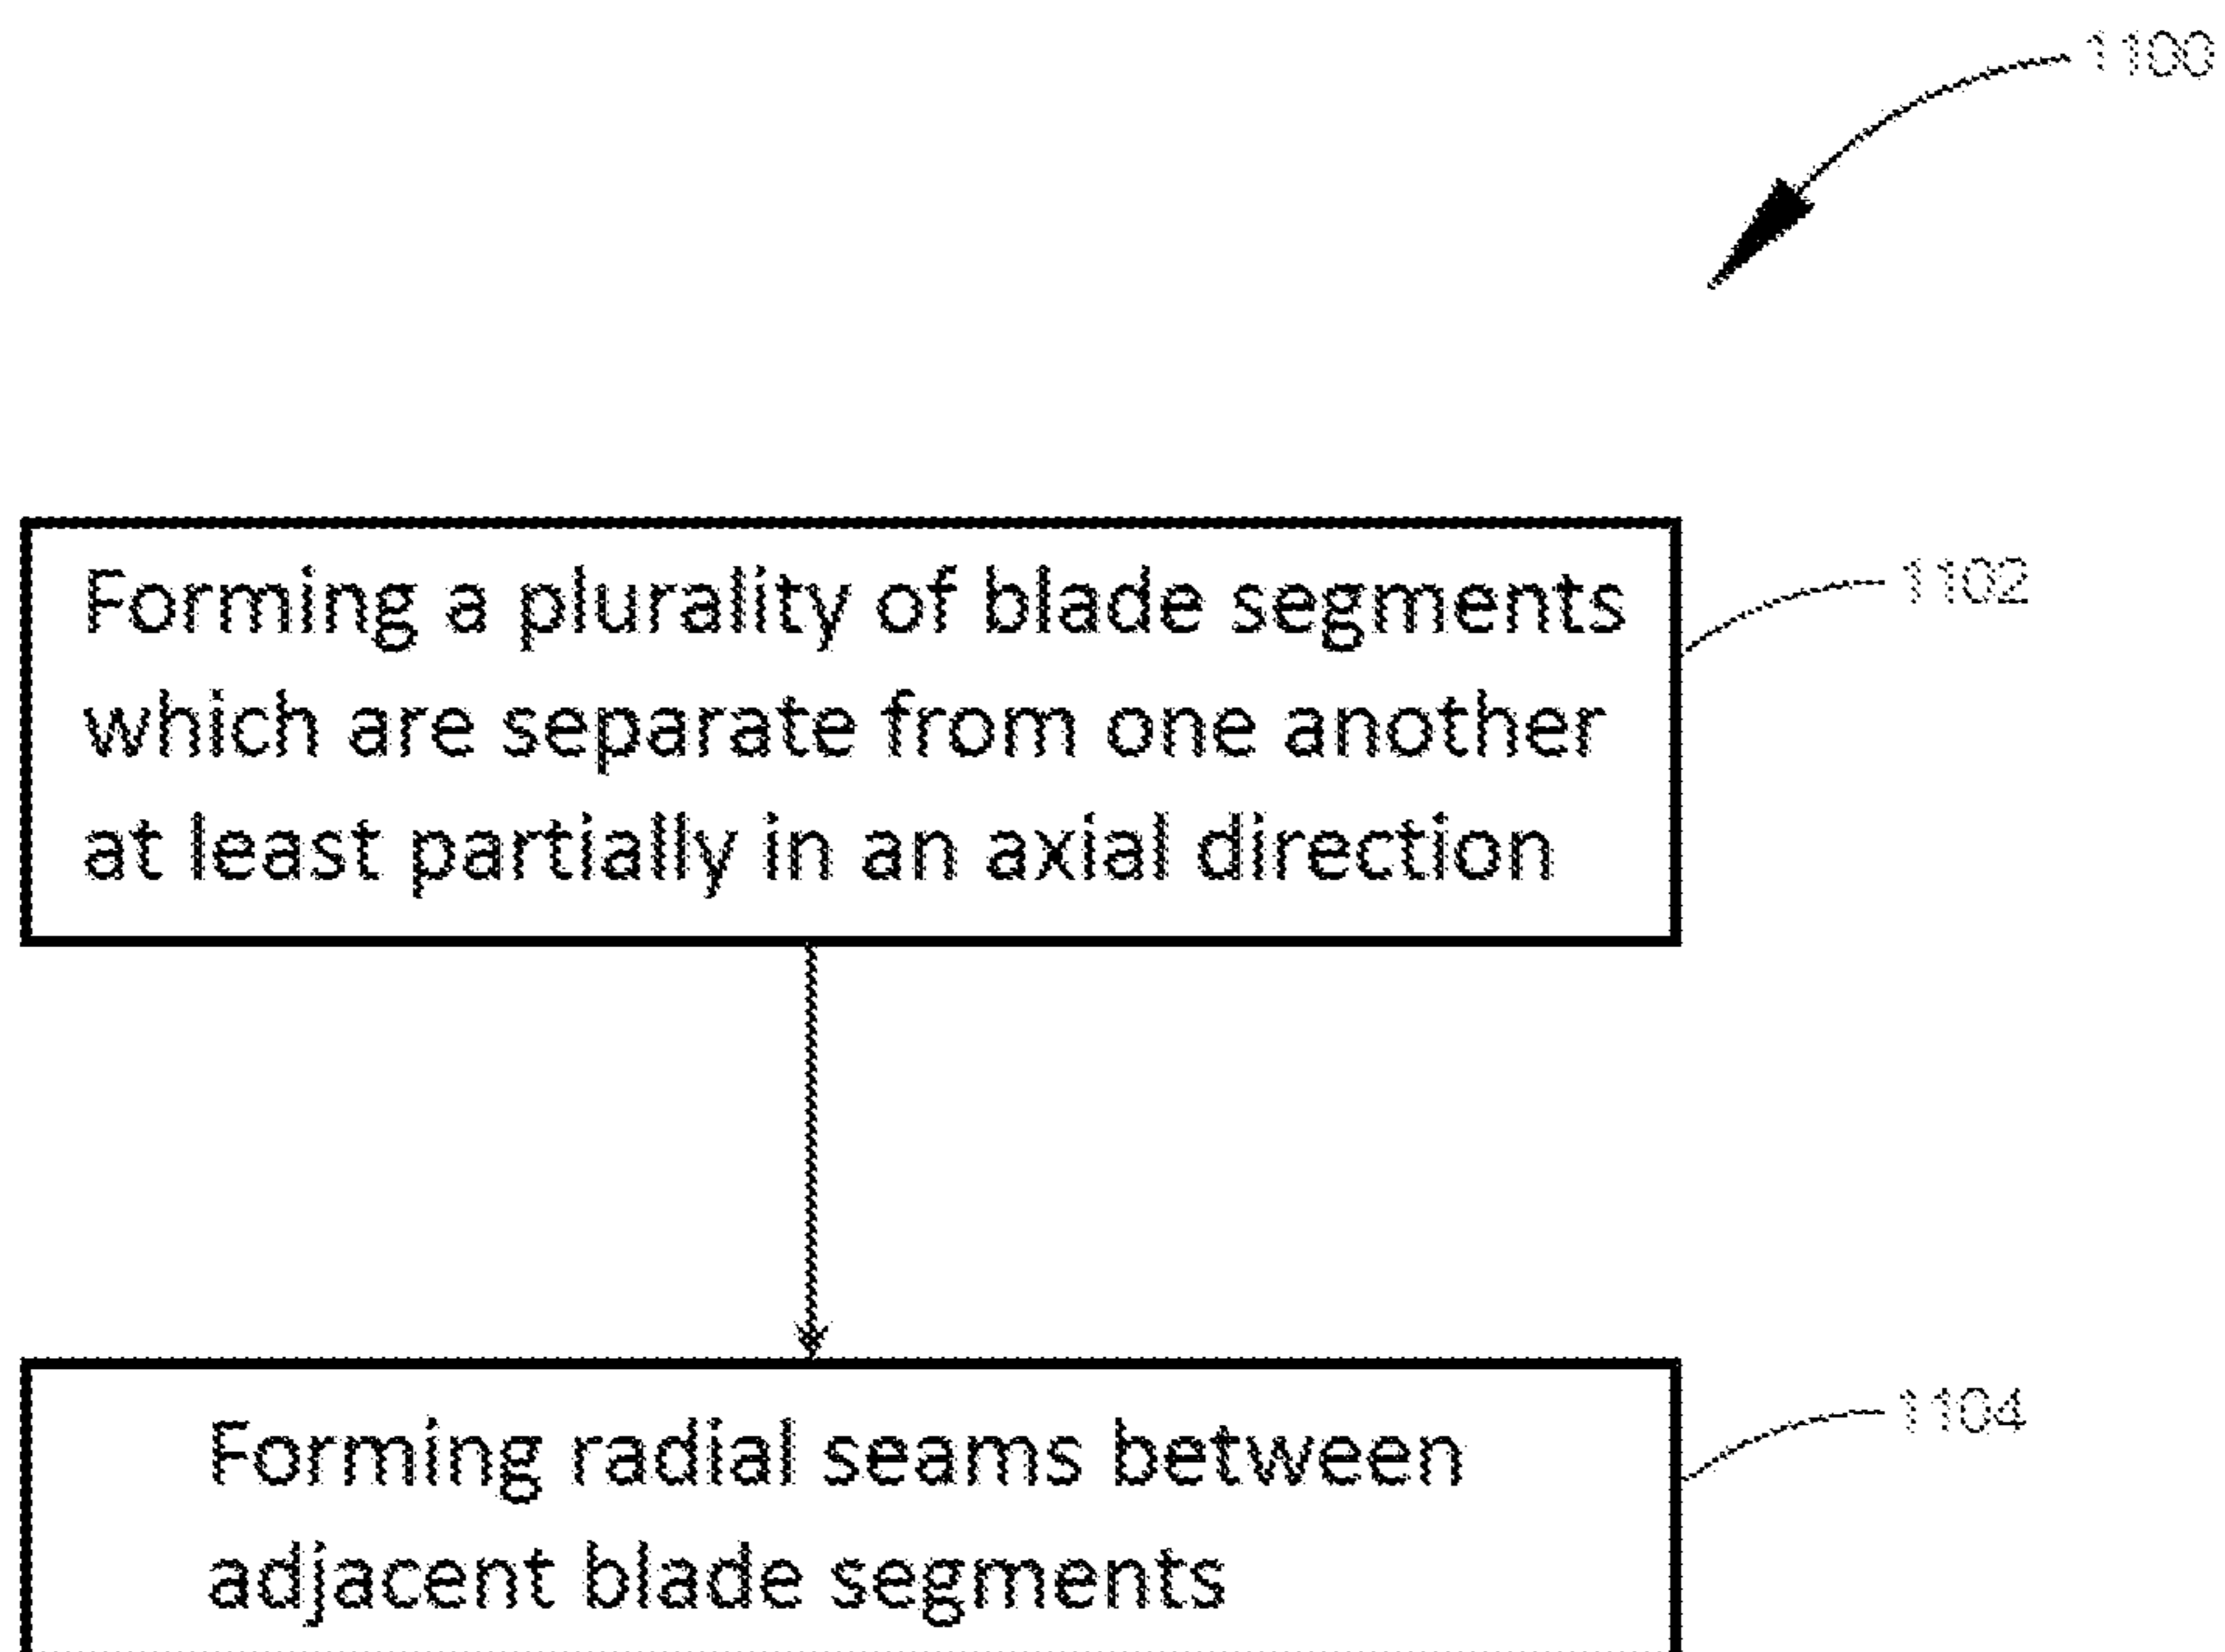 1100
Forming a plurality of blade segments
which are separate from one another
at least partially in an axial direction
1102
Forming radial seams between
adjacent blade segments
1104